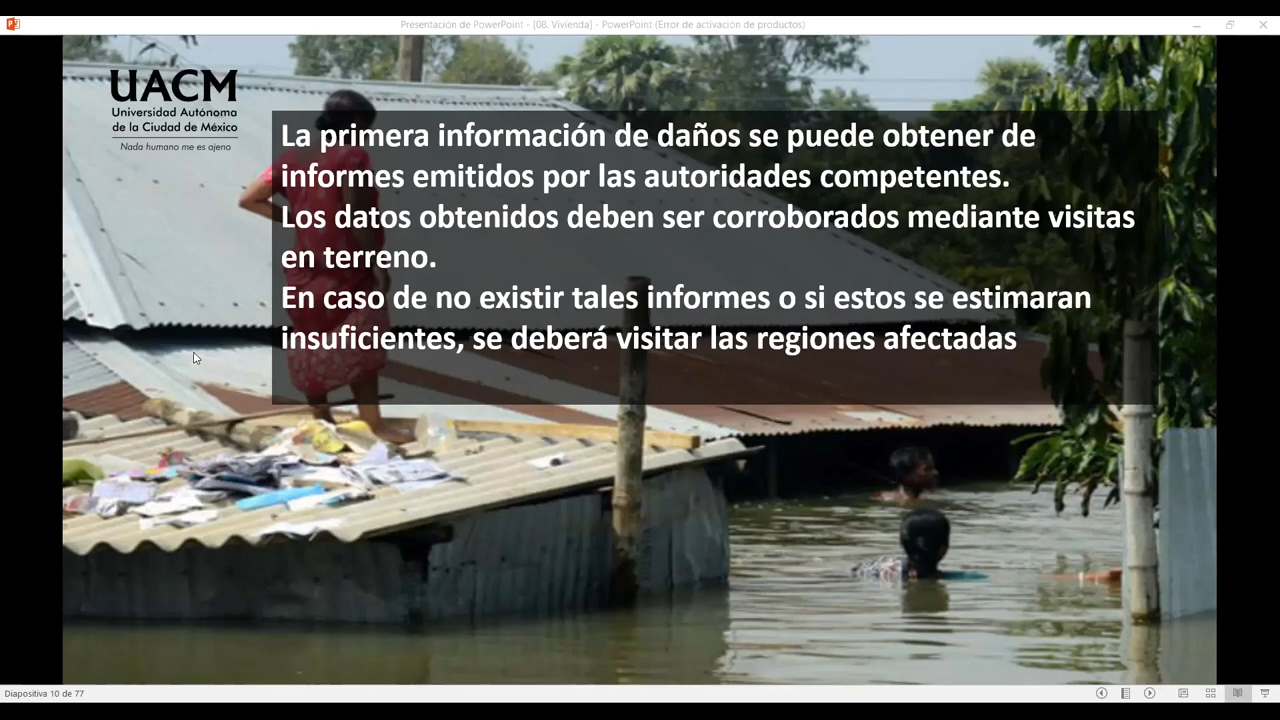 Presentación de PowerPoint - [08. Vivienda] - PowerPoint (Error de activación de productos)
UACM
Universidad Autónoma
de la Ciudad de México
Nada humano me es ajeno
La primera información de daños se puede obtener de
informes emitidos por las autoridades competentes.
Los datos obtenidos deben ser corroborados mediante visitas
en terreno.
En caso de no existir tales informes o si estos se estimaran
insuficientes, se deberá visitar las regiones afectadas
Diapositiva 10 de 77